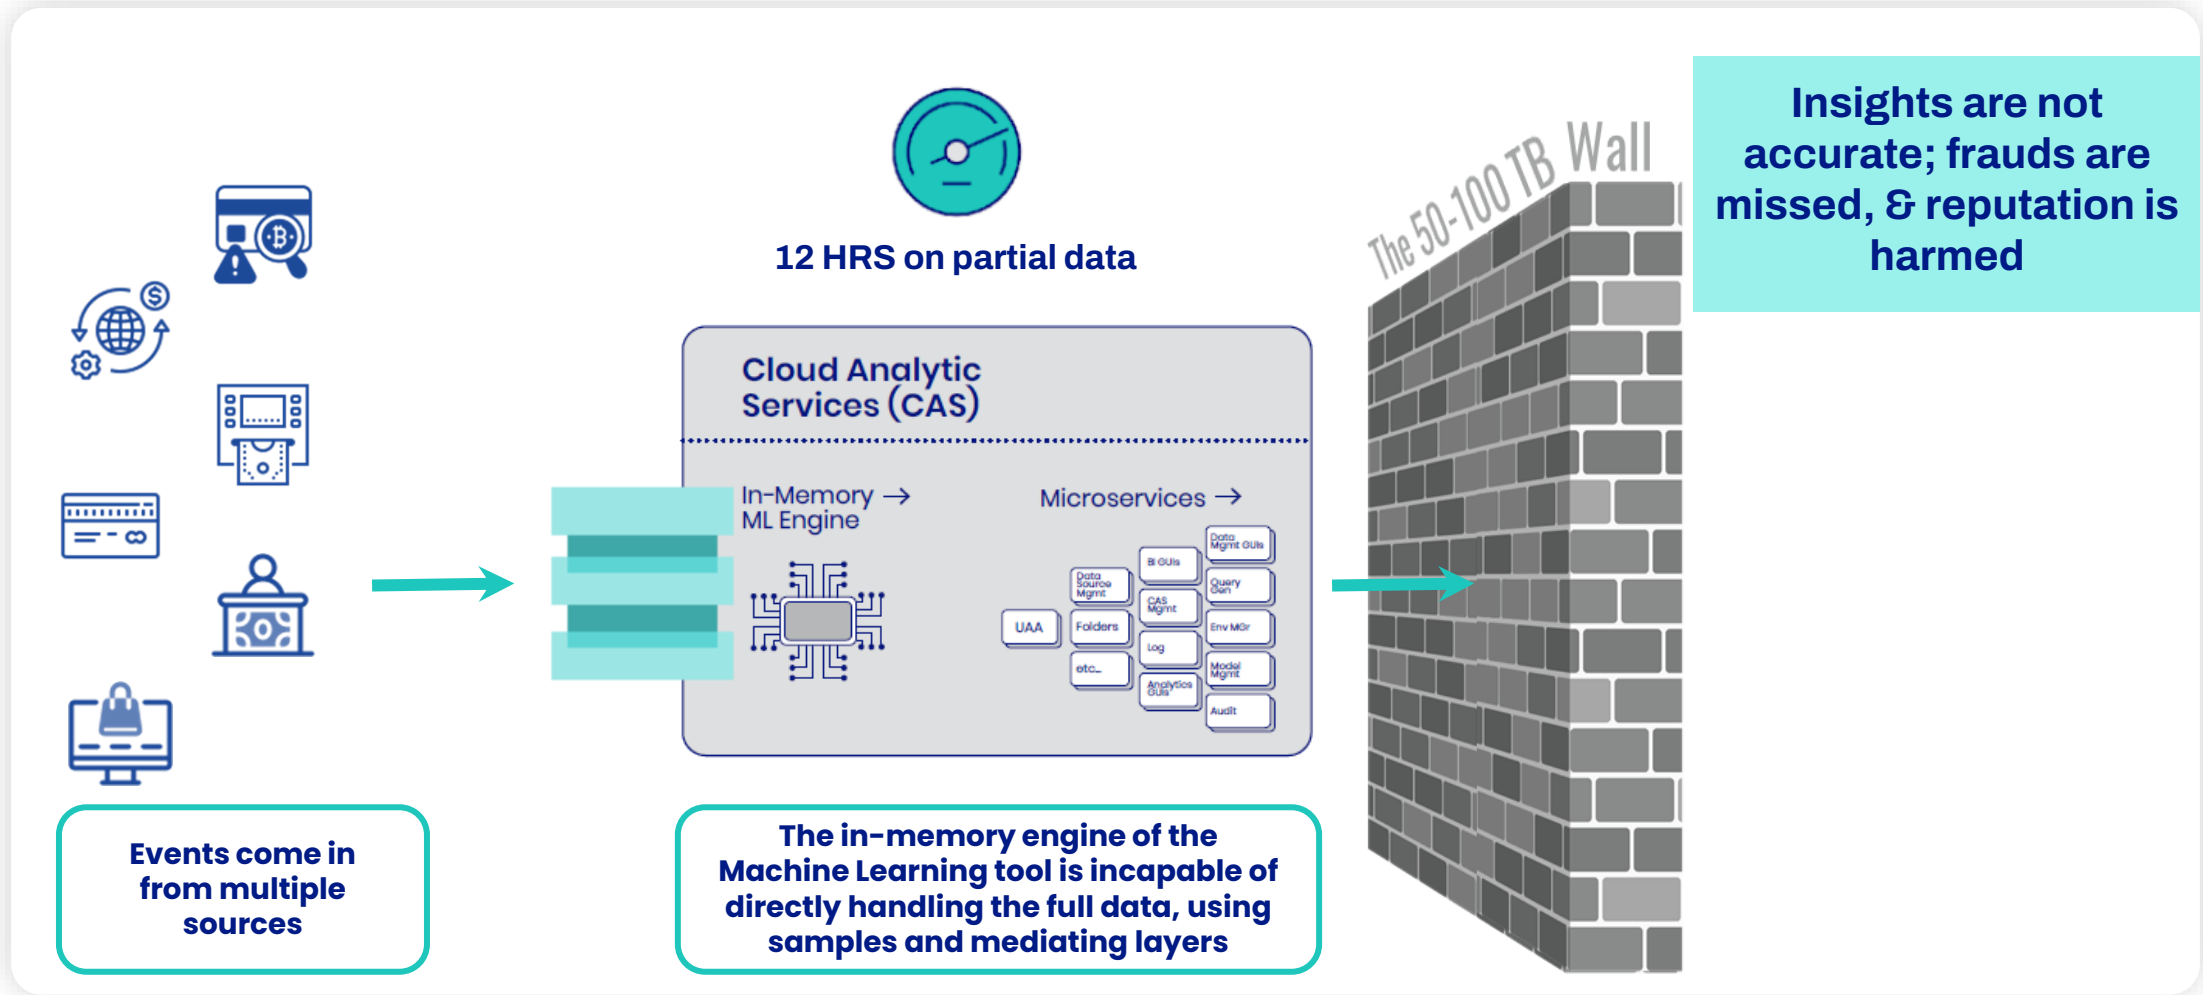 Insights are not
accurate; frauds are
missed, & reputation is
harmed
The 50-100 TB Wall
12 HRS on partial data
Cloud Analytic
Services (CAS)
In-Memory →
ML Engine
Microservices →
Data
Mgmt GUIs
BI GUIs
Data
Source
Mgmt
Query
Gen
CAS
Mgmt
UAA
Folders
Env MGr
Log
etc...
Model
Mgmt
Analytics
GUIs
Audit
Events come in
from multiple
sources
The in-memory engine of the
Machine Learning tool is incapable of
directly handling the full data, using
samples and mediating layers